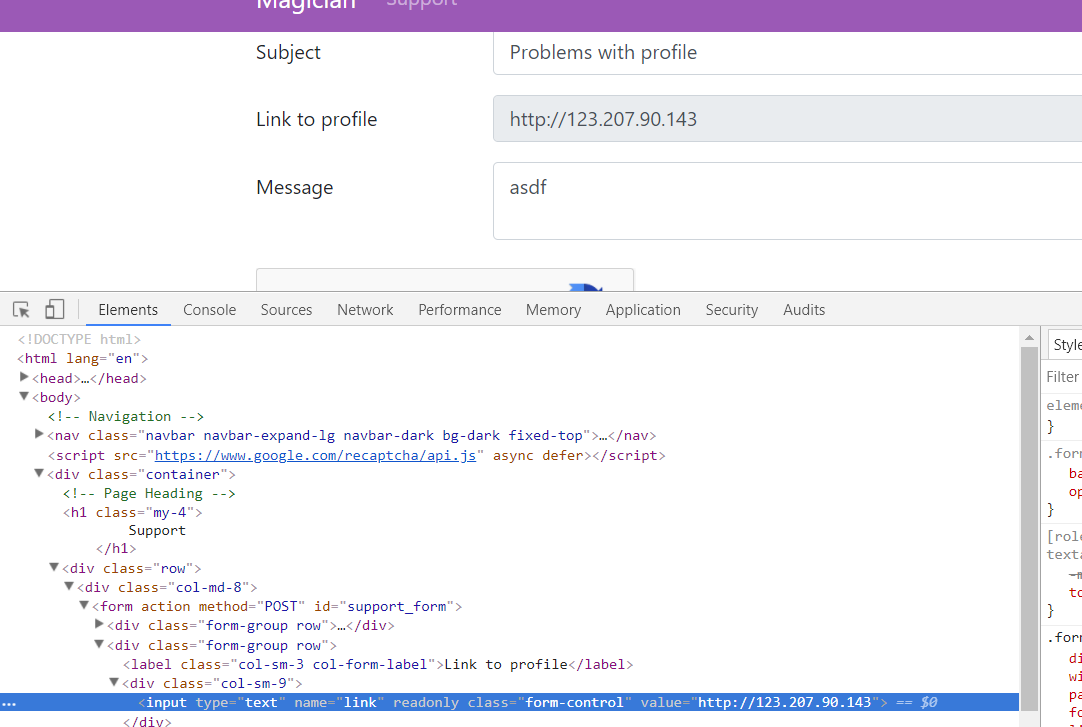 Magician Support
Subject Problems with profile
Link to profile http://123.207.90.143
Message asdf
Elements Console Sources Network Performance Memory Application Security Audits
<!DOCTYPE html>
<html lang="en">
<head>…</head>
<body>
<!-- Navigation -->
<nav class="navbar navbar-expand-lg navbar-dark bg-dark fixed-top">…</nav>
<script src="https://www.google.com/recaptcha/api.js" async defer></script>
<div class="container">
<!-- Page Heading -->
<h1 class="my-4">
Support
</h1>
<div class="row">
<div class="col-md-8">
<form action method="POST" id="support_form">
<div class="form-group row">…</div>
<div class="form-group row">
<label class="col-sm-3 col-form-label">Link to profile</label>
<div class="col-sm-9">
… <input type="text" name="link" readonly class="form-control" value="http://123.207.90.143"> == $0
</div>
Style
Filter
eleme
}
.form
ba
op
}
[role
texta
to
}
.form
di
wi
pa
fo